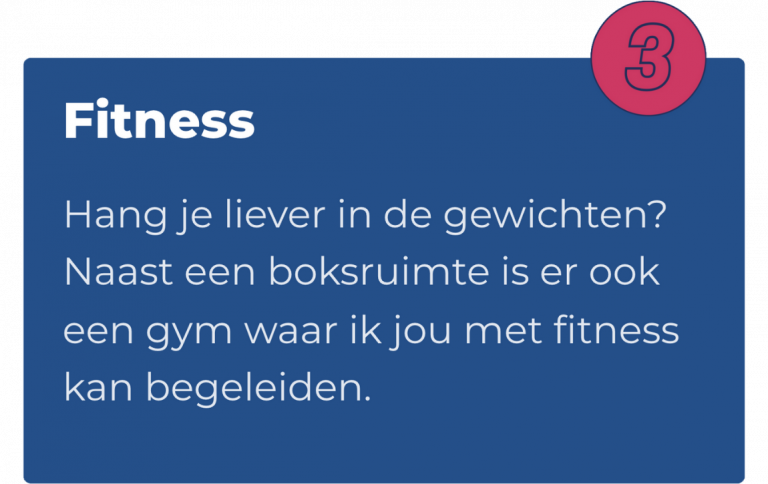 3
Fitness
Hang je liever in de gewichten?
Naast een boksruimte is er ook
een gym waar ik jou met fitness
kan begeleiden.